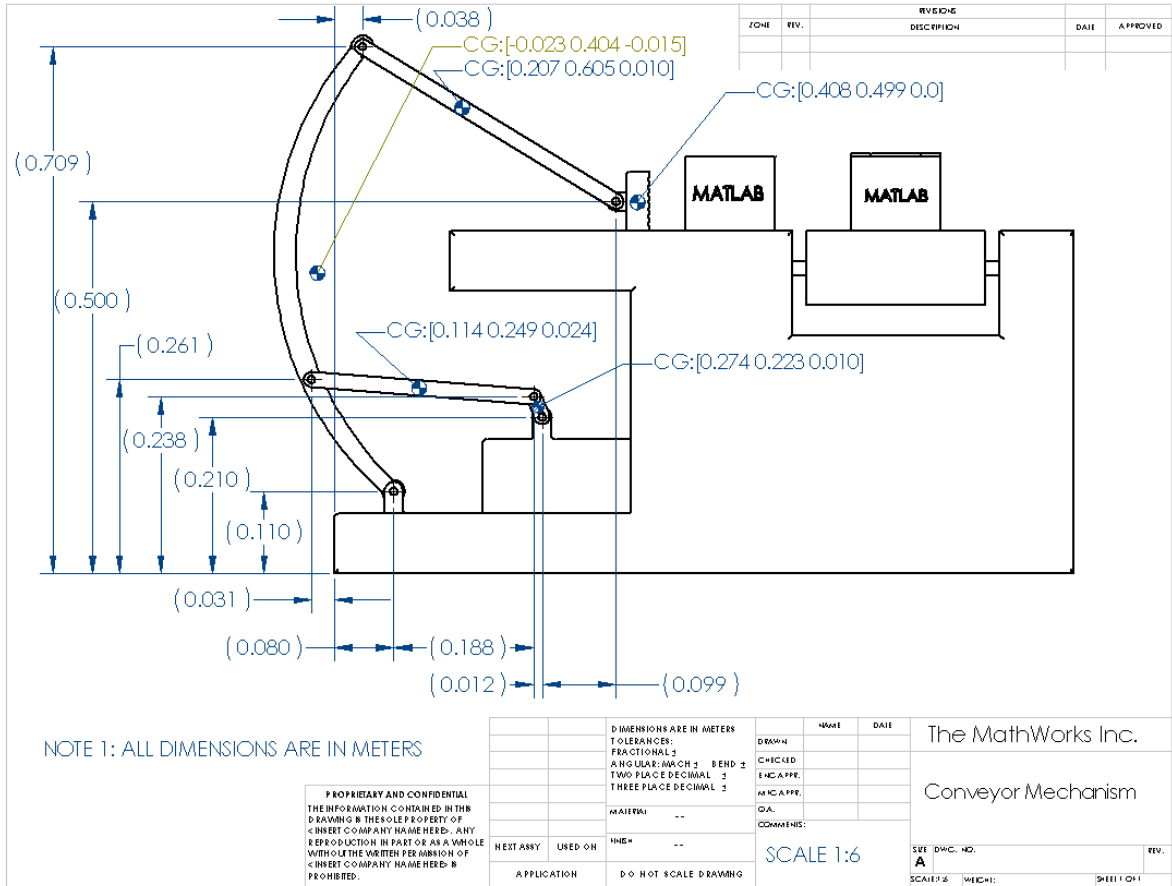 REVISIONS
ZONE REV. DESCRIPTION DATE APPROVED
( 0.038 )
CG:[-0.023 0.404 -0.015]
CG:[0.207 0.605 0.010]
CG:[0.408 0.499 0.0]
( 0.709 )
MATLAB
MATLAB
( 0.500 )
CG:[0.114 0.249 0.024]
( 0.261 )
CG:[0.274 0.223 0.010]
( 0.238 )
( 0.210 )
( 0.110 )
( 0.031 )
( 0.080 )
( 0.188 )
( 0.012 )
( 0.099 )
NOTE 1: ALL DIMENSIONS ARE IN METERS
PROPRIETARY AND CONFIDENTIAL
THE INFORMATION CONTAINED IN THIS
DRAWING IS THE SOLE PROPERTY OF
<INSERT COMPANY NAME HERE>. ANY
REPRODUCTION IN PART OR AS A WHOLE
WITHOUT THE WRITTEN PERMISSION OF
<INSERT COMPANY NAME HERE> IS
PROHIBITED.
NEXT ASSY USED ON
APPLICATION
DIMENSIONS ARE IN METERS
TOLERANCES:
FRACTIONAL ±
ANGULAR: MACH ± BEND ±
TWO PLACE DECIMAL ±
THREE PLACE DECIMAL ±
MATERIAL --
FINISH --
DO NOT SCALE DRAWING
NAME DATE
DRAWN
CHECKED
ENG APPR.
MFG APPR.
Q.A.
COMMENTS:
SCALE 1:6
The MathWorks Inc.
Conveyor Mechanism
SIZE DWG. NO. REV.
A
SCALE:1:6 WEIGHT: SHEET 1 OF 1